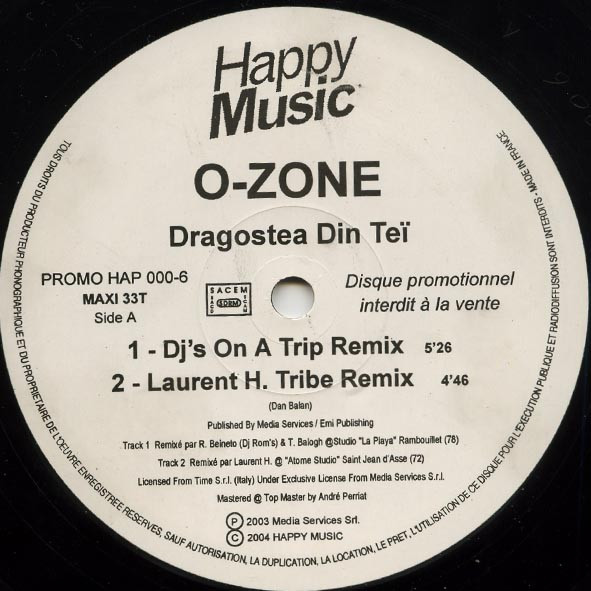 Happy
Music
O-ZONE
Dragostea Din Teï
PROMO HAP 000-6
MAXI 33T
Side A
SACEM
SDRM
Disque promotionnel
interdit à la vente
1 - Dj's On A Trip Remix 5'26
2 - Laurent H. Tribe Remix 4'46
(Dan Balan)
Published By Media Services / Emi Publishing
Track 1 Remixé par R. Beineto (Dj Rom's) & T. Balogh @Studio "La Playa" Rambouillet (78)
Track 2 Remixé par Laurent H. @ "Atome Studio" Saint Jean d'Asse (72)
Licensed From Time S.r.l. (Italy) Under Exclusive License From Media Services S.r.l.
Mastered @ Top Master by André Perriat
Ⓟ 2003 Media Services Srl.
© 2004 HAPPY MUSIC
TOUS DROITS DU PRODUCTEUR PHONOGRAPHIQUE ET DU PROPRIETAIRE DE L'OEUVRE ENREGISTREE RESERVES, SAUF AUTORISATION, LA DUPLICATION, LA LOCATION, LE PRET, L'UTILISATION DE CE DISQUE POUR L'EXECUTION PUBLIQUE ET RADIODIFFUSION SONT INTERDITS - MADE IN FRANCE